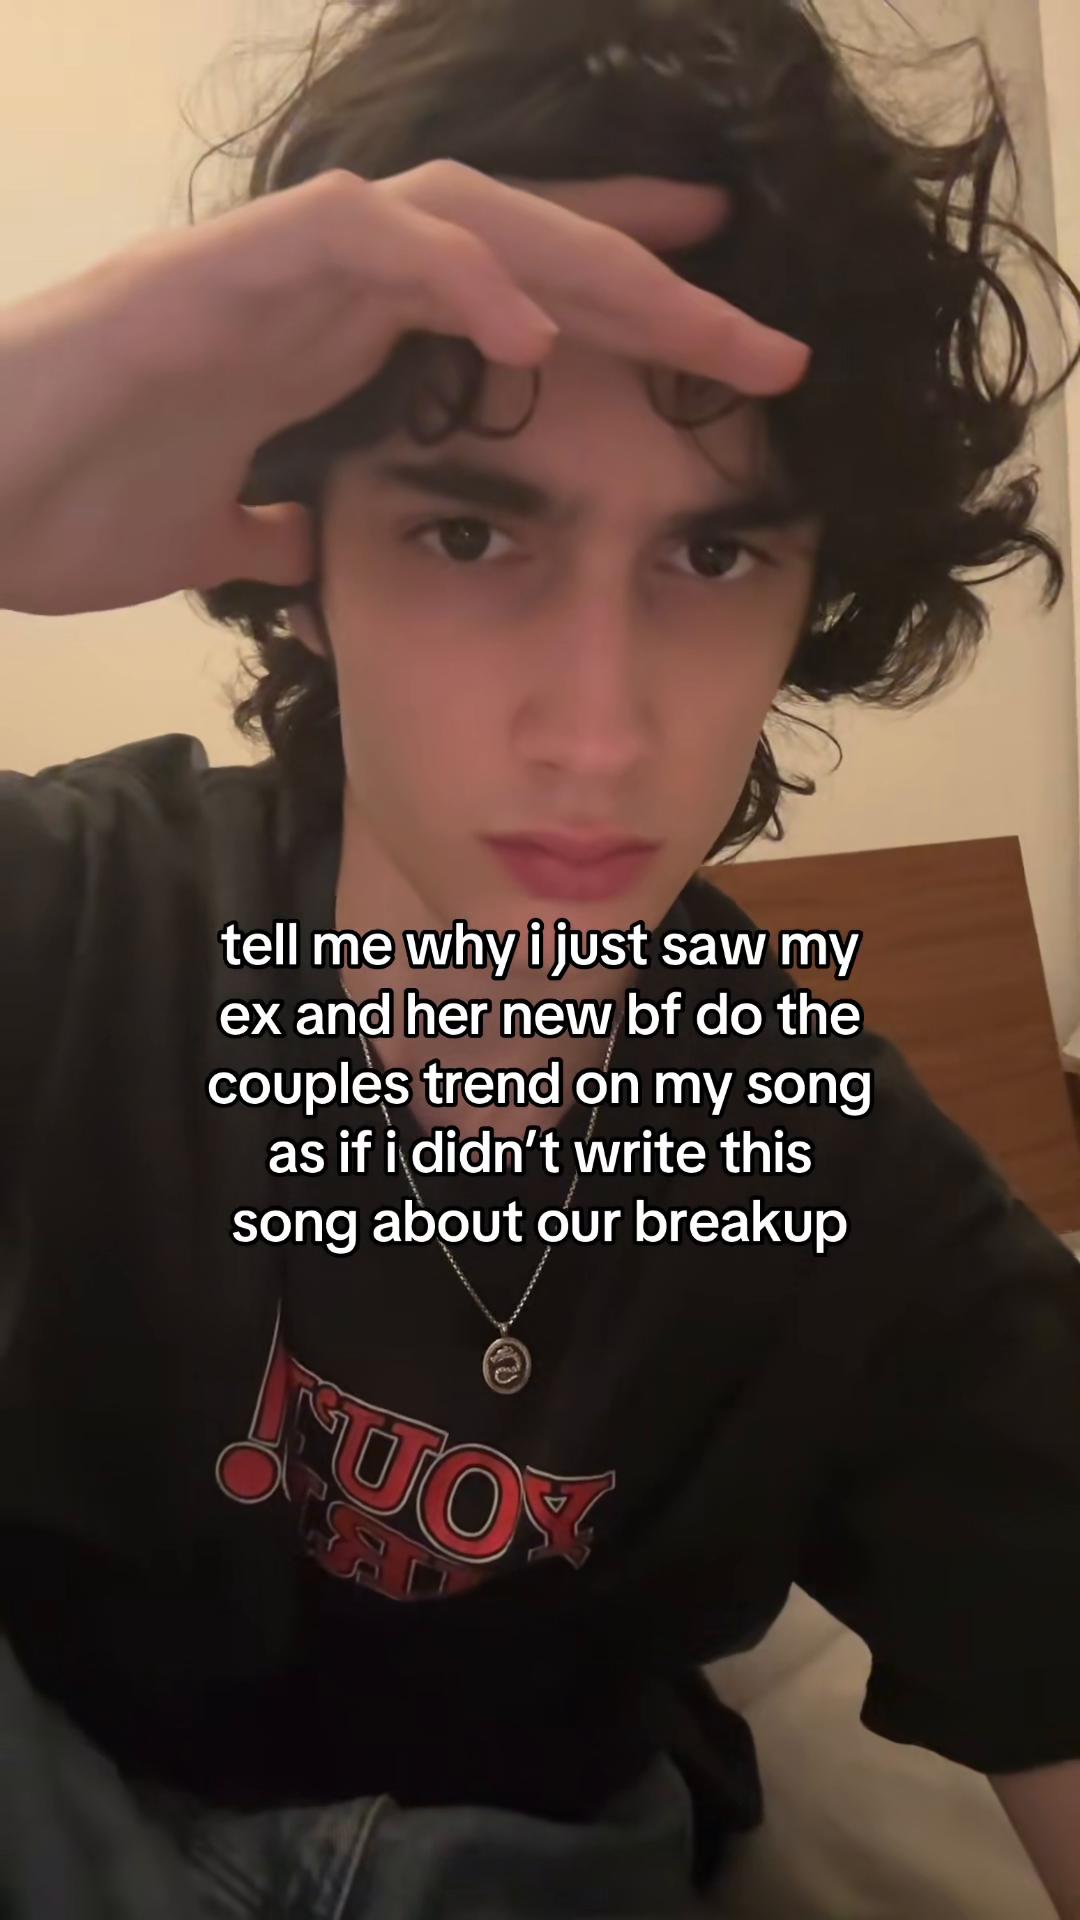 tell me why i just saw my
ex and her new bf do the
couples trend on my song
as if i didn’t write this
song about our breakup
YOU'